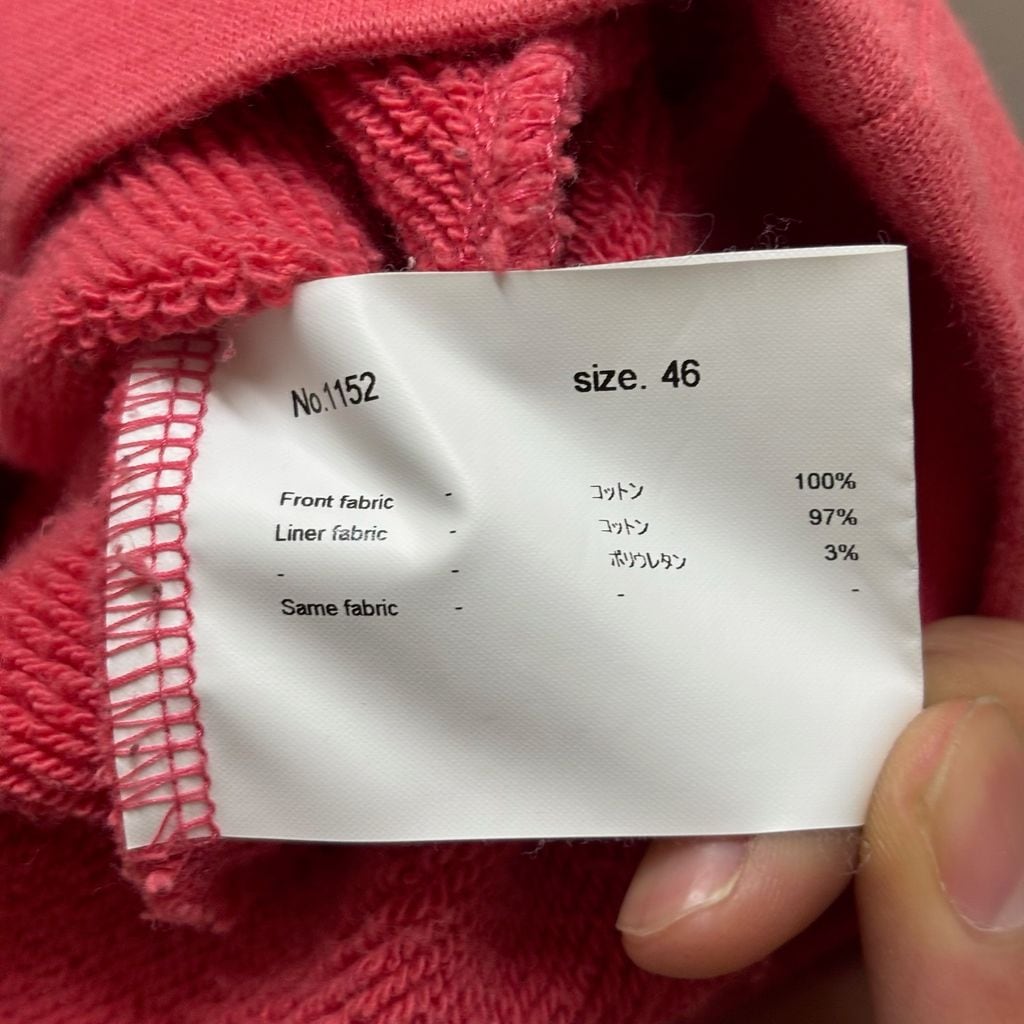 No.1152 size. 46
Front fabric - コットン 100%
Liner fabric - コットン 97%
- - ポリウレタン 3%
Same fabric - - -